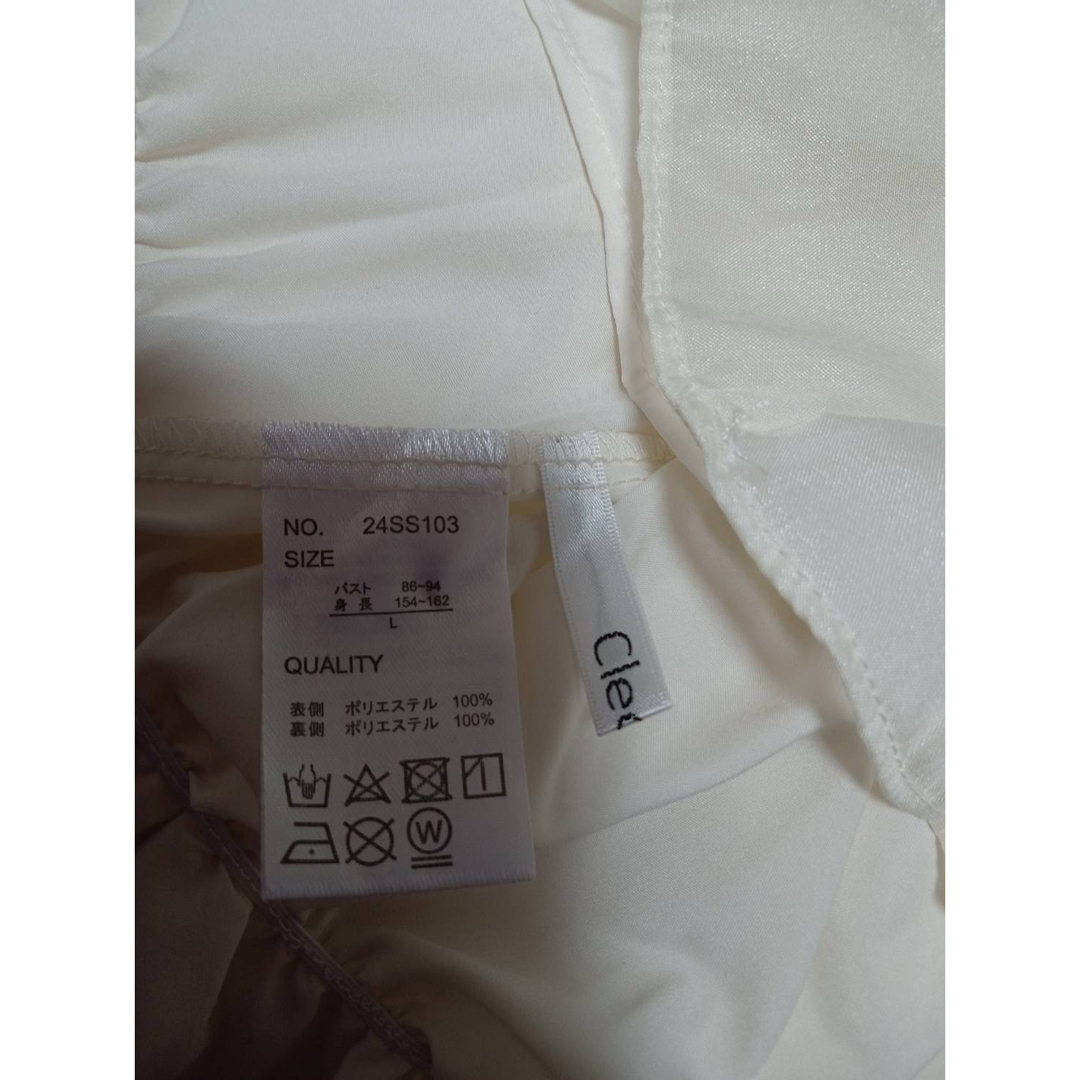 NO. 24SS103
SIZE
バスト 86~94
身長 154~162
L
QUALITY
表側 ポリエステル 100%
裏側 ポリエステル 100%
W